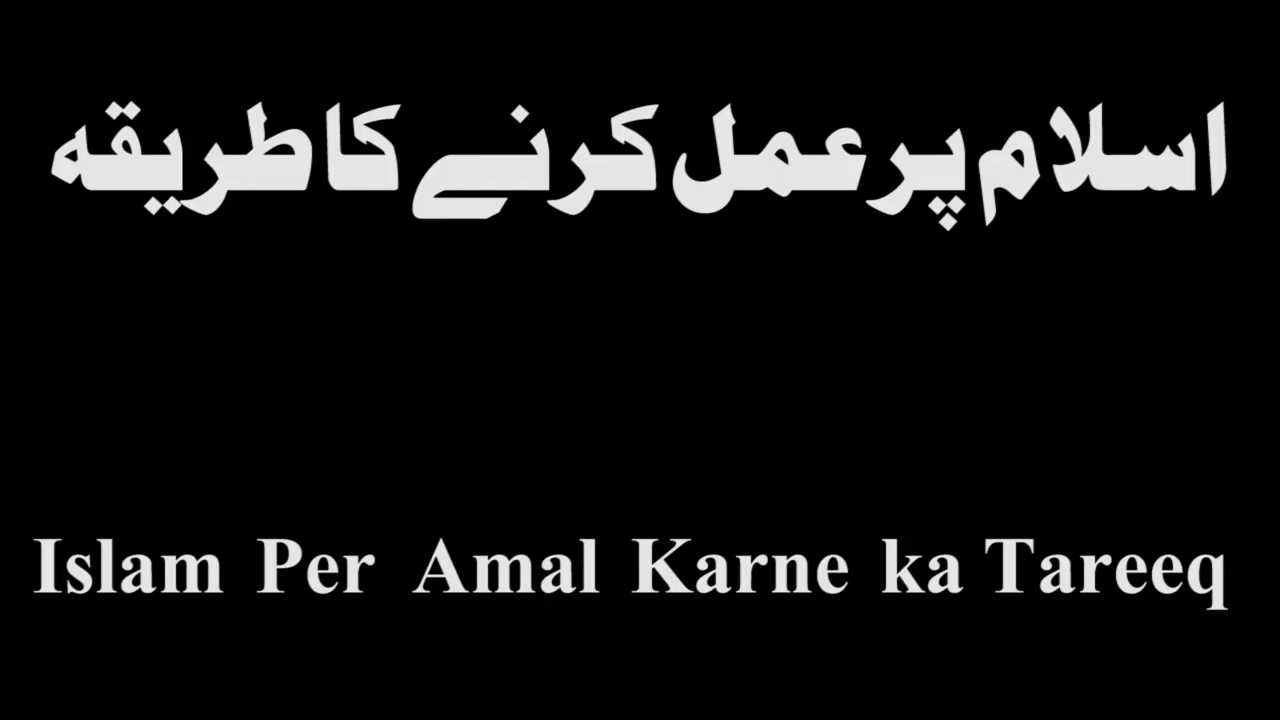 اسلام پر عمل کرنے کا طریقہ
Islam Per Amal Karne ka Tareeq